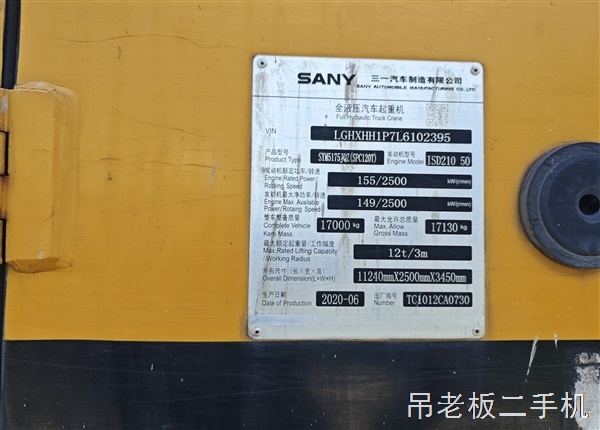 SANY 三一汽车制造有限公司
SANY AUTOMOBILE MANUFACTURING CO., LTD.
全液压汽车起重机
Full Hydraulic Truck Crane
VIN LGHXHH1P7L6102395
产品型号 Product Type SYM5175JQZ(SPC120T) 发动机型号 Engine Model ISD210 50
发动机额定功率/转速
Engine Rated Power/Rotaing Speed 155/2500 kW/(r/min)
发动机最大净功率/转速
Engine Max. Available Power/Rotaing Speed 149/2500 kW/(r/min)
整车整备质量 Complete Vehicle Kerb Mass 17000 kg 最大允许总质量 Max. Allow Gross Mass 17130 kg
最大额定起重量/工作幅度
Max.Rated Lifting Capacity/Working Radius 12t/3m
外形尺寸(长×宽×高)
Overall Dimension(L×W×H) 11240mmX2500mmX3450mm
生产日期 Date of Production 2020-06 出厂编号 Number TC1012CA0730
吊老板二手机